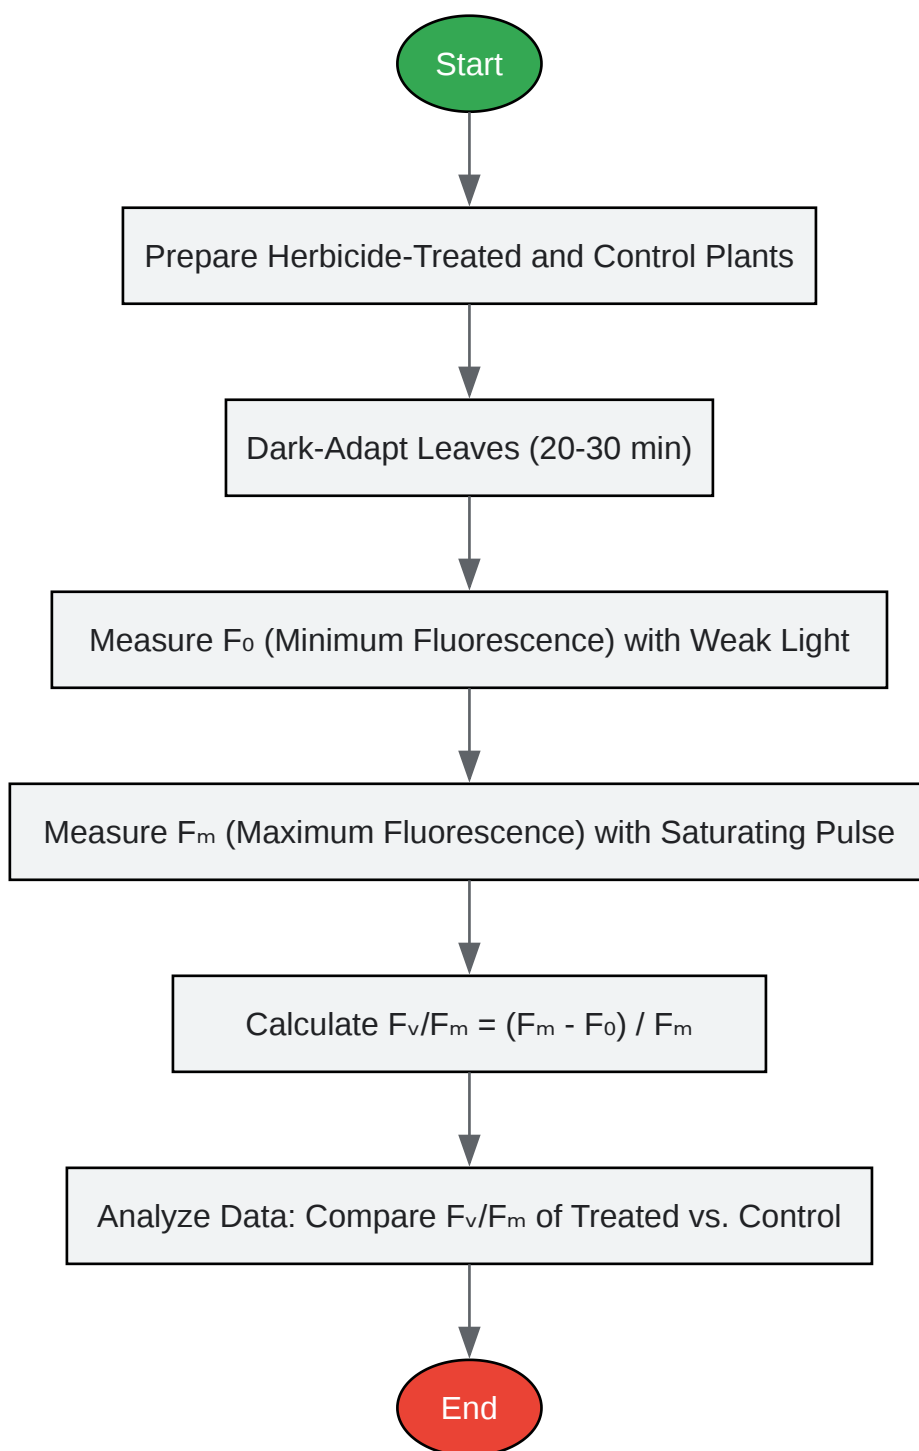 Start
Prepare Herbicide-Treated and Control Plants
Dark-Adapt Leaves (20-30 min)
Measure F₀ (Minimum Fluorescence) with Weak Light
Measure Fₘ (Maximum Fluorescence) with Saturating Pulse
Calculate Fᵥ/Fₘ = (Fₘ - F₀) / Fₘ
Analyze Data: Compare Fᵥ/Fₘ of Treated vs. Control
End